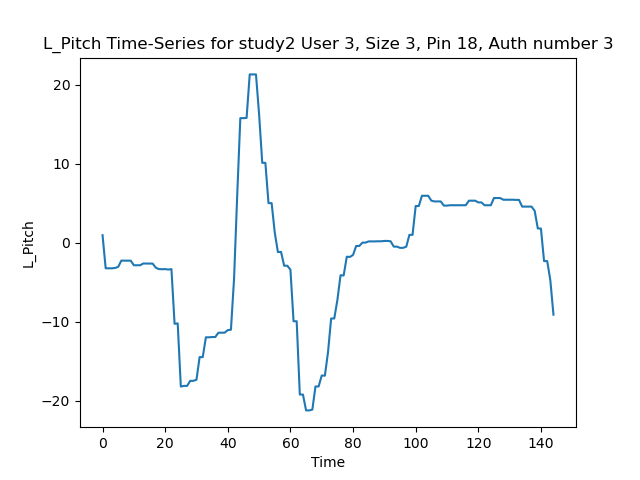 L_Pitch Time-Series for study2 User 3, Size 3, Pin 18, Auth number 3
20
10
0
−10
−20
L_Pitch
0 20 40 60 80 100 120 140
Time